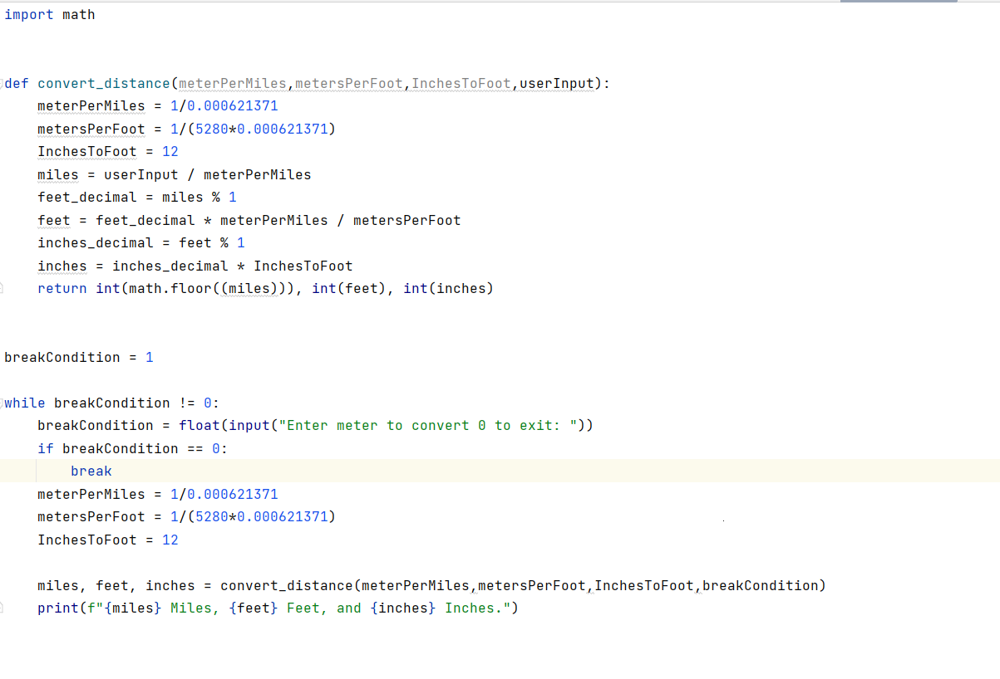 import math
def convert_distance(meterPerMiles,metersPerFoot,InchesToFoot,userInput):
    meterPerMiles = 1/0.000621371
    metersPerFoot = 1/(5280*0.000621371)
    InchesToFoot = 12
    miles = userInput / meterPerMiles
    feet_decimal = miles % 1
    feet = feet_decimal * meterPerMiles / metersPerFoot
    inches_decimal = feet % 1
    inches = inches_decimal * InchesToFoot
    return int(math.floor((miles))), int(feet), int(inches)
breakCondition = 1
while breakCondition != 0:
    breakCondition = float(input("Enter meter to convert 0 to exit: "))
    if breakCondition == 0:
        break
    meterPerMiles = 1/0.000621371
    metersPerFoot = 1/(5280*0.000621371)
    InchesToFoot = 12
    miles, feet, inches = convert_distance(meterPerMiles,metersPerFoot,InchesToFoot,breakCondition)
    print(f"{miles} Miles, {feet} Feet, and {inches} Inches.")